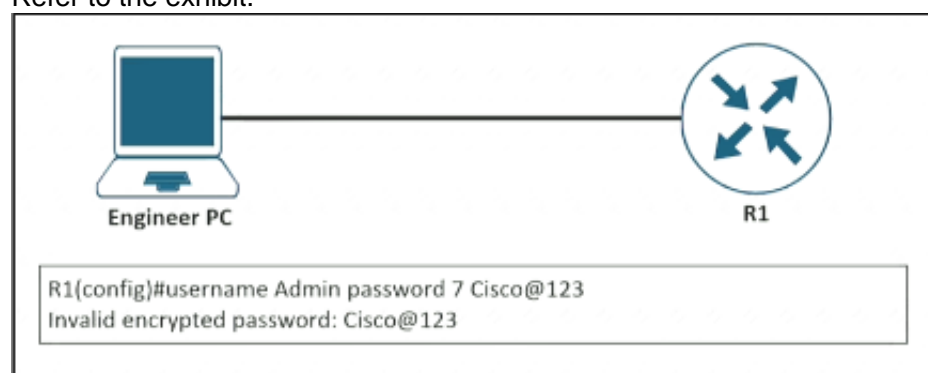 Refer to the exhibit.
Engineer PC
R1
R1(config)#username Admin password 7 Cisco@123
Invalid encrypted password: Cisco@123